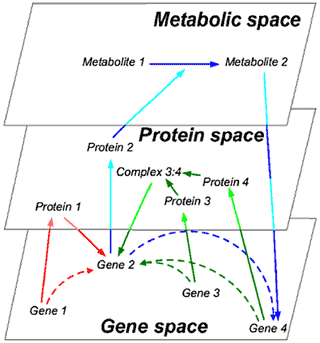 Metabolic space
Metabolite 1
Metabolite 2
Protein space
Protein 2
Complex 3:4
Protein 4
Protein 3
Protein 1
Gene 2
Gene 3
Gene 1
Gene 4
Gene space